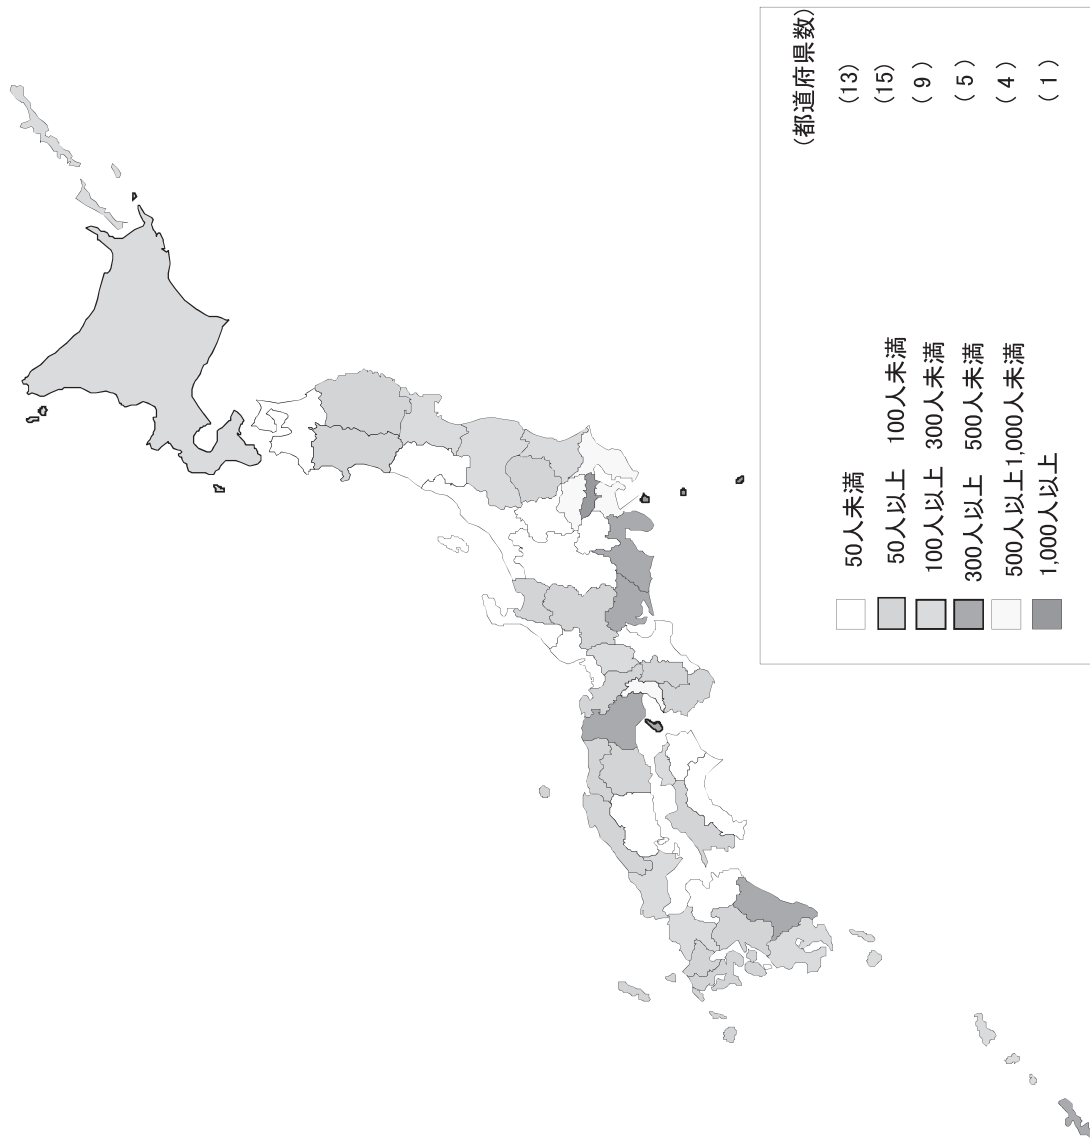 (都道府県数)
50人未満 (13)
50人以上 100人未満 (15)
100人以上 300人未満 ( 9 )
300人以上 500人未満 ( 5 )
500人以上1,000人未満 ( 4 )
1,000人以上 ( 1 )